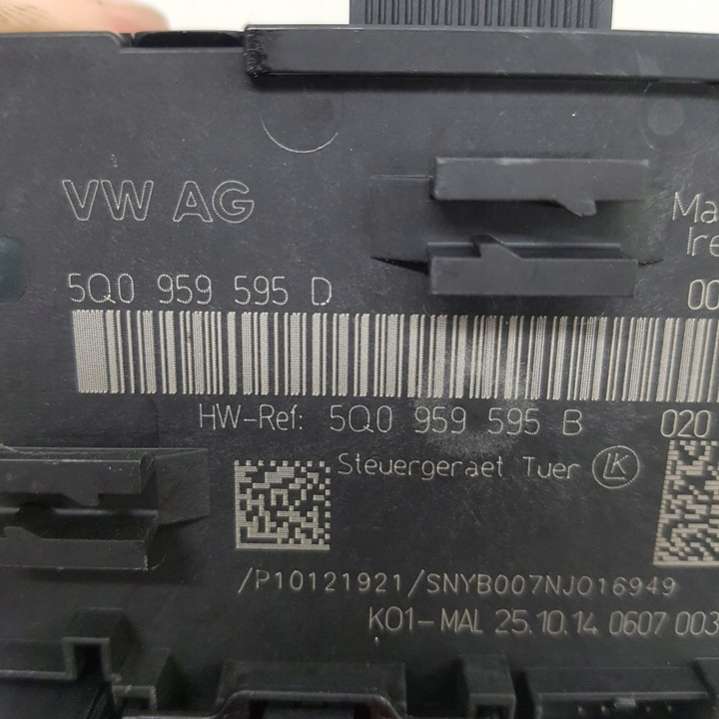 VW AG
Ma
Ire
5Q0 959 595 D
00
HW-Ref: 5Q0 959 595 B
020
Steuergeraet Tuer LK
/P10121921/SNYB007NJ016949
K01-MAL 25.10.14 0607 003